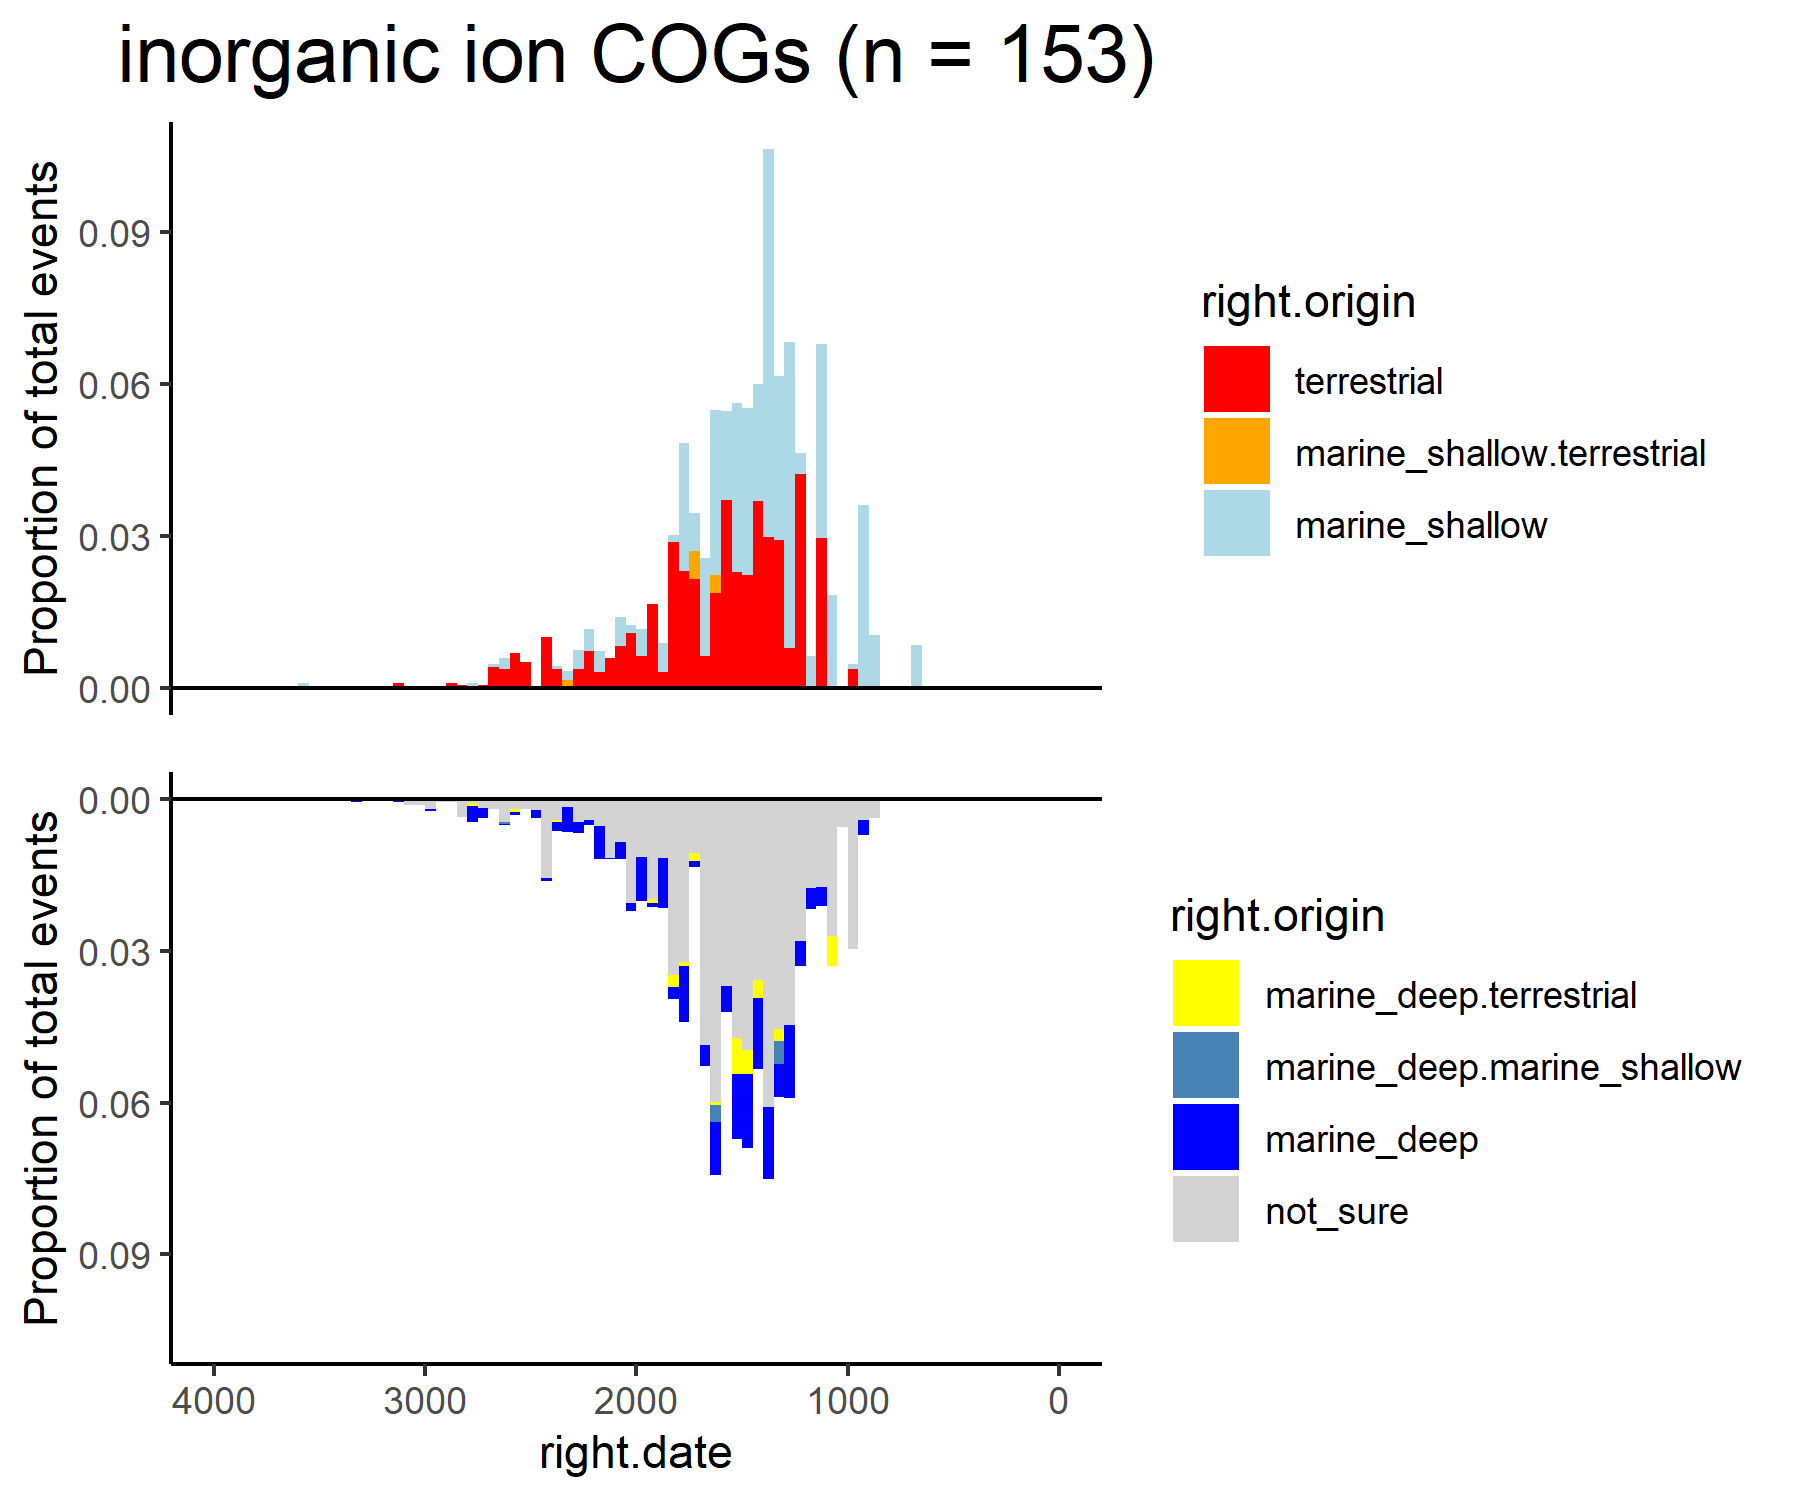 inorganic ion COGs (n = 153)
Proportion of total events
0.09
0.06
0.03
0.00
right.origin
terrestrial
marine_shallow.terrestrial
marine_shallow
Proportion of total events
0.00
0.03
0.06
0.09
right.origin
marine_deep.terrestrial
marine_deep.marine_shallow
marine_deep
not_sure
4000 3000 2000 1000 0
right.date